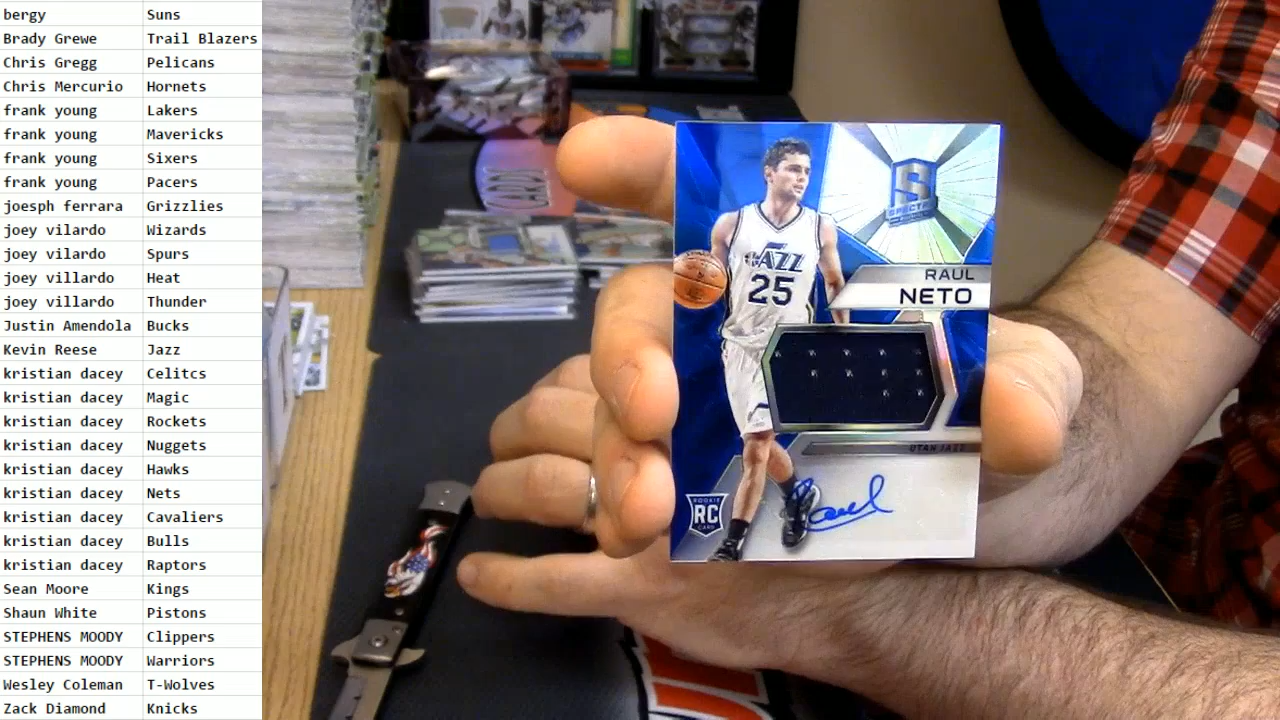 bergy Suns
Brady Grewe Trail Blazers
Chris Gregg Pelicans
Chris Mercurio Hornets
frank young Lakers
frank young Mavericks
frank young Sixers
frank young Pacers
joesph frerara Grizzlies
joey vilardo Wizards
joey vilardo Spurs
joey villardo Heat
joey villardo Thunder
Justin Amendola Bucks
Kevin Reese Jazz
kristian dacey Celitcs
kristian dacey Magic
kristian dacey Rockets
kristian dacey Nuggets
kristian dacey Hawks
kristian dacey Nets
kristian dacey Cavaliers
kristian dacey Bulls
kristian dacey Raptors
Sean Moore Kings
Shaun White Pistons
STEPHENS MOODY Clippers
STEPHENS MOODY Warriors
Wesley Coleman T-Wolves
Zack Diamond Knicks
S
SPECTRA
RAUL
NETO
JAZZ
25
UTAH JAZZ
ROOKIE
RC
CARD
Raul